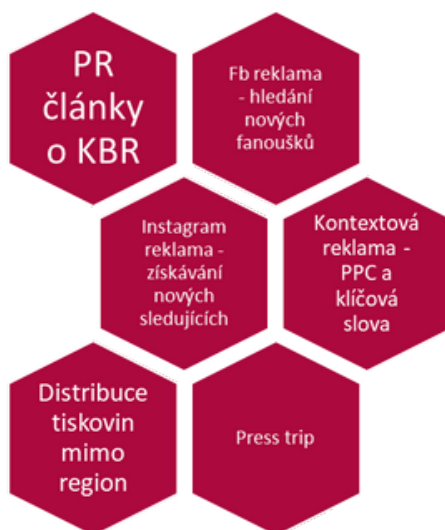 PR
články
o KBR
Fb reklama
- hledání
nových
fanoušků
Instagram
reklama -
získávání
nových
sledujících
Kontextová
reklama -
PPC a
klíčová
slova
Distribuce
tiskovin
mimo
region
Press trip